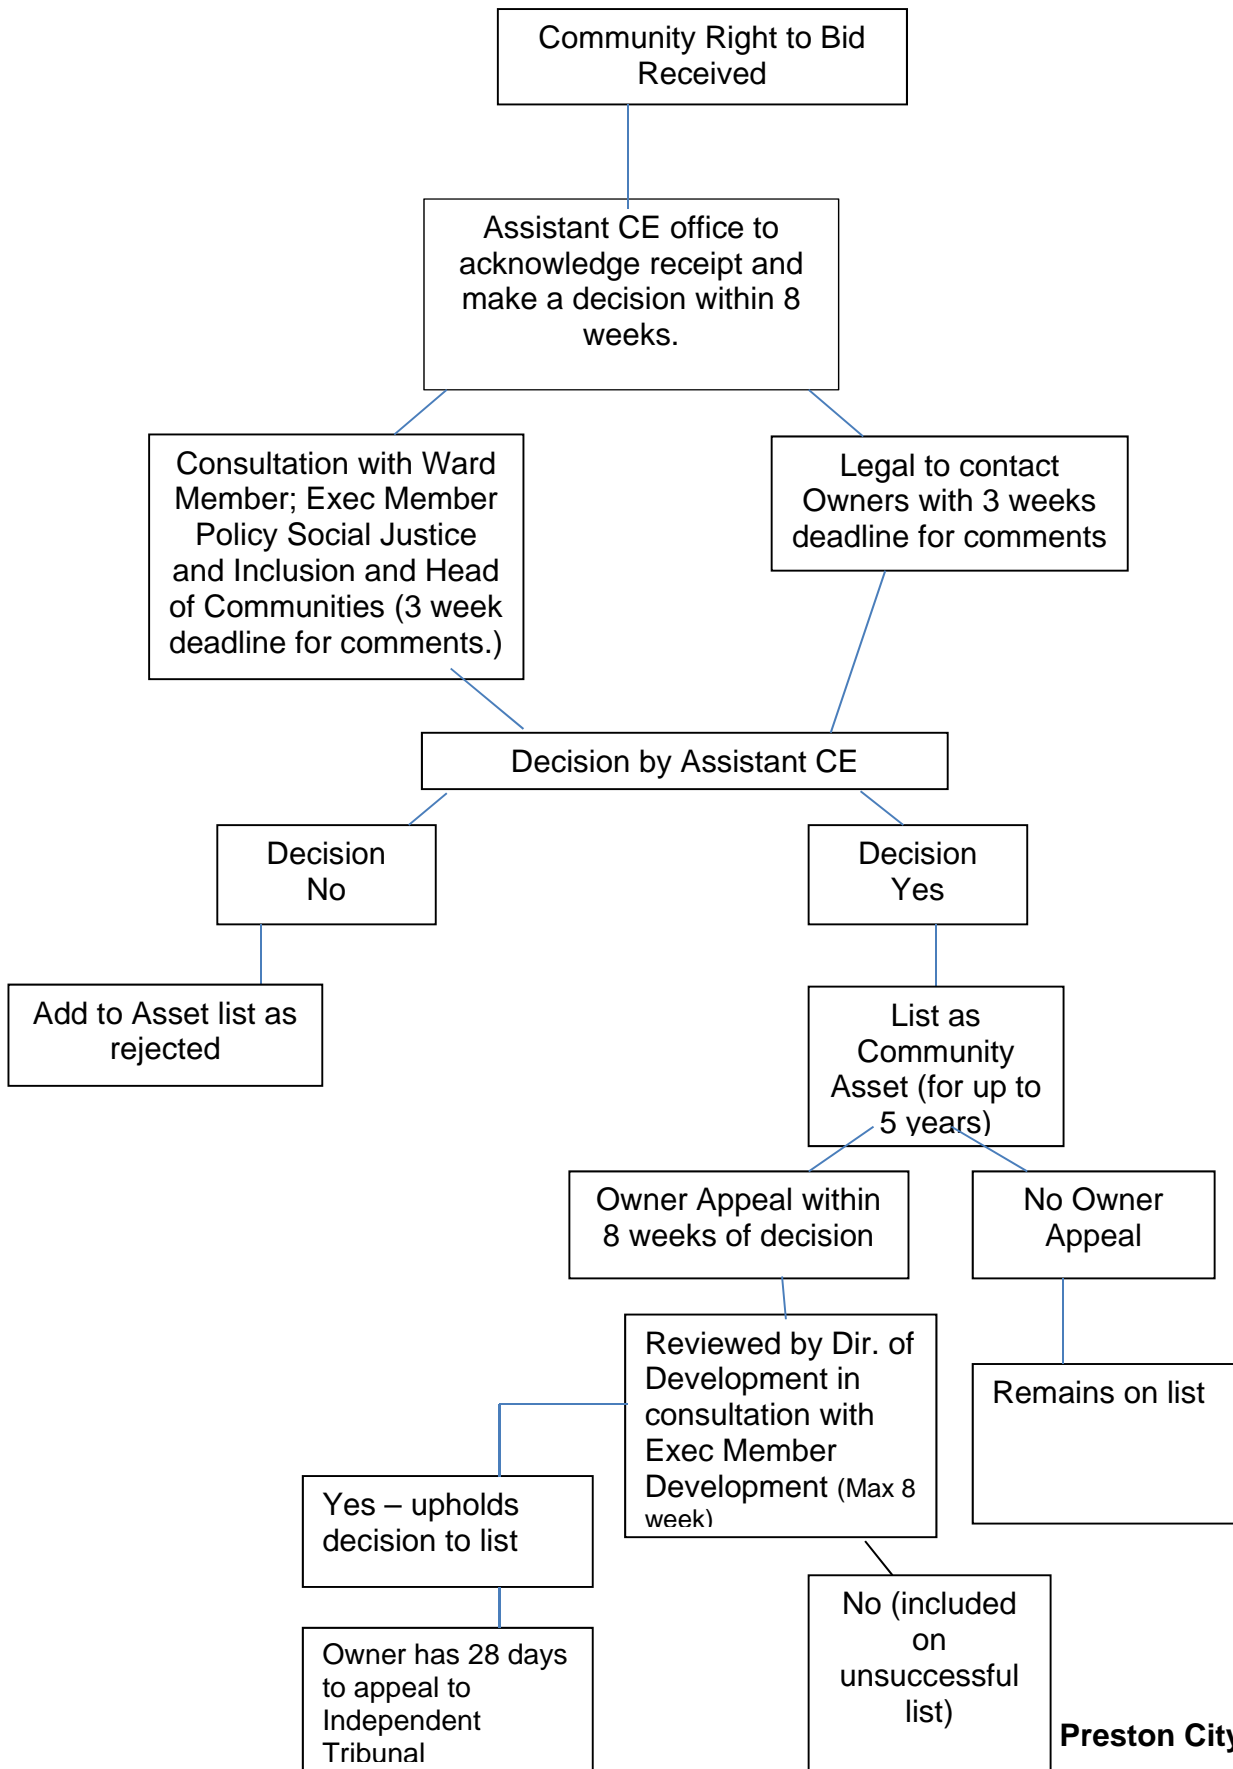 Community Right to Bid
Received
Assistant CE office to
acknowledge receipt and
make a decision within 8
weeks.
Consultation with Ward
Member; Exec Member
Policy Social Justice
and Inclusion and Head
of Communities (3 week
deadline for comments.)
Legal to contact
Owners with 3 weeks
deadline for comments
Decision by Assistant CE
Decision
No
Decision
Yes
Add to Asset list as
rejected
List as
Community
Asset (for up to
5 years)
Owner Appeal within
8 weeks of decision
No Owner
Appeal
Reviewed by Dir. of
Development in
consultation with
Exec Member
Development (Max 8
week)
Remains on list
Yes – upholds
decision to list
No (included
on
unsuccessful
list)
Owner has 28 days
to appeal to
Independent
Tribunal
Preston City